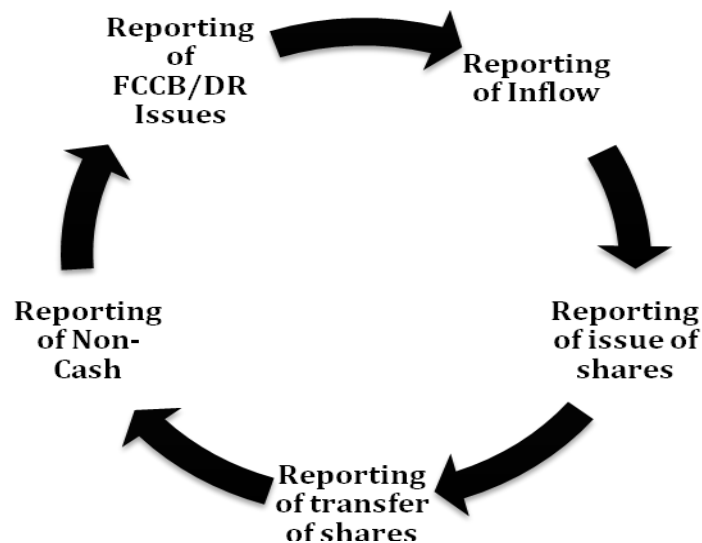 Reporting
of
FCCB/DR
Issues
Reporting
of Inflow
Reporting
of issue of
shares
Reporting
of transfer
of shares
Reporting
of Non-
Cash